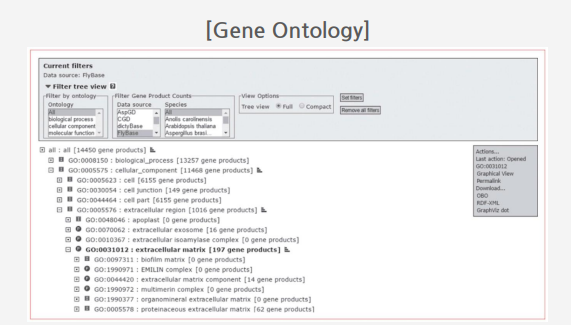 [Gene Ontology]
Current filters
Data source: FlyBase
▼ Filter tree view
Filter by ontology
Ontology
All
biological process
cellular component
molecular function
Filter Gene Product Counts
Data source
AspGD
CGD
dictyBase
FlyBase
Species
All
Anolis carolinensis
Arabidopsis thaliana
Aspergillus brasi...
View Options
Tree view Full Compact
Set filters
Remove all filters
all : all [14450 gene products]
GO:0008150 : biological_process [13257 gene products]
GO:0005575 : cellular_component [11468 gene products]
GO:0005623 : cell [6155 gene products]
GO:0030054 : cell junction [149 gene products]
GO:0044464 : cell part [6155 gene products]
GO:0005576 : extracellular region [1016 gene products]
GO:0048046 : apoplast [0 gene products]
GO:0070062 : extracellular exosome [16 gene products]
GO:0010367 : extracellular isoamylase complex [0 gene products]
GO:0031012 : extracellular matrix [197 gene products]
GO:0097311 : biofilm matrix [0 gene products]
GO:1990971 : EMILIN complex [0 gene products]
GO:0044420 : extracellular matrix component [14 gene products]
GO:1990972 : multimerin complex [0 gene products]
GO:1990377 : organomineral extracellular matrix [0 gene products]
GO:0005578 : proteinaceous extracellular matrix [62 gene products]
Actions...
Last action: Opened
GO:0031012
Graphical View
Permalink
Download...
OBO
RDF-XML
GraphViz dot